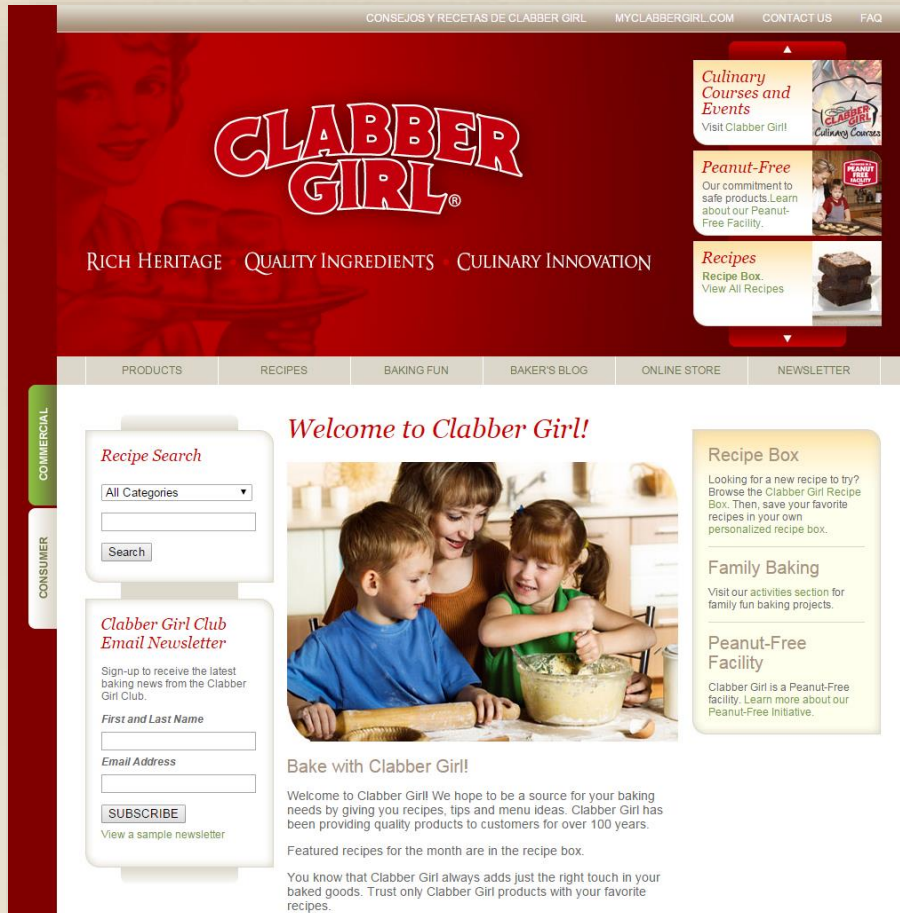 CONSEJOS Y RECETAS DE CLABBER GIRL
MYCLABBERGIRL.COM
CONTACT US
FAQ
CLABBER
GIRL®
RICH HERITAGE • QUALITY INGREDIENTS • CULINARY INNOVATION
Culinary
Courses and
Events
Visit Clabber Girl!
CLABBER
GIRL
Culinary Courses
Peanut-Free
Our commitment to
safe products.Learn
about our Peanut-
Free Facility.
PEANUT
FREE
FACILITY
Recipes
Recipe Box.
View All Recipes
PRODUCTS
RECIPES
BAKING FUN
BAKER'S BLOG
ONLINE STORE
NEWSLETTER
COMMERCIAL
CONSUMER
Recipe Search
All Categories
Search
Clabber Girl Club
Email Newsletter
Sign-up to receive the latest
baking news from the Clabber
Girl Club.
First and Last Name
Email Address
SUBSCRIBE
View a sample newsletter
Welcome to Clabber Girl!
Bake with Clabber Girl!
Welcome to Clabber Girl! We hope to be a source for your baking
needs by giving you recipes, tips and menu ideas. Clabber Girl has
been providing quality products to customers for over 100 years.
Featured recipes for the month are in the recipe box.
You know that Clabber Girl always adds just the right touch in your
baked goods. Trust only Clabber Girl products with your favorite
recipes.
Recipe Box
Looking for a new recipe to try?
Browse the Clabber Girl Recipe
Box. Then, save your favorite
recipes in your own
personalized recipe box.
Family Baking
Visit our activities section for
family fun baking projects.
Peanut-Free
Facility
Clabber Girl is a Peanut-Free
facility. Learn more about our
Peanut-Free Initiative.